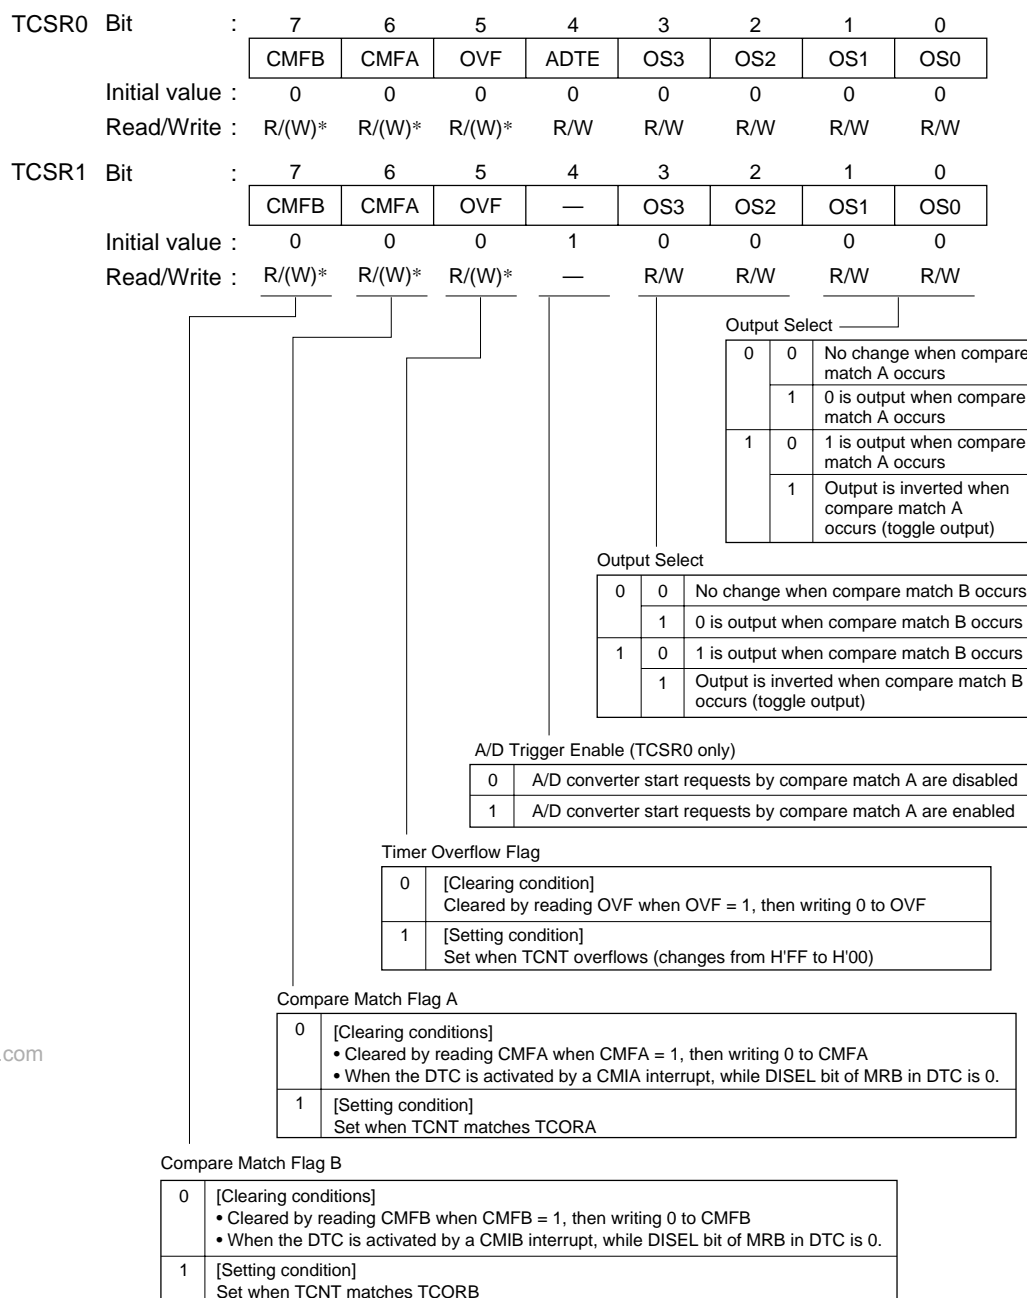 TCSR0 Bit : 7 6 5 4 3 2 1 0
CMFB CMFA OVF ADTE OS3 OS2 OS1 OS0
Initial value : 0 0 0 0 0 0 0 0
Read/Write : R/(W)* R/(W)* R/(W)* R/W R/W R/W R/W R/W
TCSR1 Bit : 7 6 5 4 3 2 1 0
CMFB CMFA OVF — OS3 OS2 OS1 OS0
Initial value : 0 0 0 1 0 0 0 0
Read/Write : R/(W)* R/(W)* R/(W)* — R/W R/W R/W R/W
Output Select
0 0 No change when compare
match A occurs
1 0 is output when compare
match A occurs
1 0 1 is output when compare
match A occurs
1 Output is inverted when
compare match A
occurs (toggle output)
Output Select
0 0 No change when compare match B occurs
1 0 is output when compare match B occurs
1 0 1 is output when compare match B occurs
1 Output is inverted when compare match B
occurs (toggle output)
A/D Trigger Enable (TCSR0 only)
0 A/D converter start requests by compare match A are disabled
1 A/D converter start requests by compare match A are enabled
Timer Overflow Flag
0 [Clearing condition]
Cleared by reading OVF when OVF = 1, then writing 0 to OVF
1 [Setting condition]
Set when TCNT overflows (changes from H'FF to H'00)
Compare Match Flag A
0 [Clearing conditions]
• Cleared by reading CMFA when CMFA = 1, then writing 0 to CMFA
• When the DTC is activated by a CMIA interrupt, while DISEL bit of MRB in DTC is 0.
1 [Setting condition]
Set when TCNT matches TCORA
.com
Compare Match Flag B
0 [Clearing conditions]
• Cleared by reading CMFB when CMFB = 1, then writing 0 to CMFB
• When the DTC is activated by a CMIB interrupt, while DISEL bit of MRB in DTC is 0.
1 [Setting condition]
Set when TCNT matches TCORB